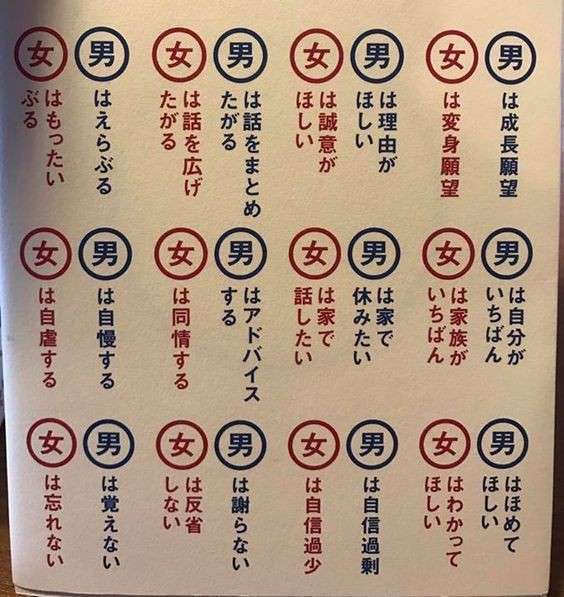 男は成長願望
女は変身願望
男は理由が
ほしい
女は誠意が
ほしい
男は話をまとめ
たがる
女は話を広げ
たがる
男はえらぶる
女はもったい
ぶる
男は自分が
いちばん
女は家族が
いちばん
男は家で
休みたい
女は家で
話したい
男はアドバイス
する
女は同情する
男は自慢する
女は自虐する
男はほめて
ほしい
女はわかって
ほしい
男は自信過剰
女は自信過少
男は謝らない
女は反省
しない
男は覚えない
女は忘れない